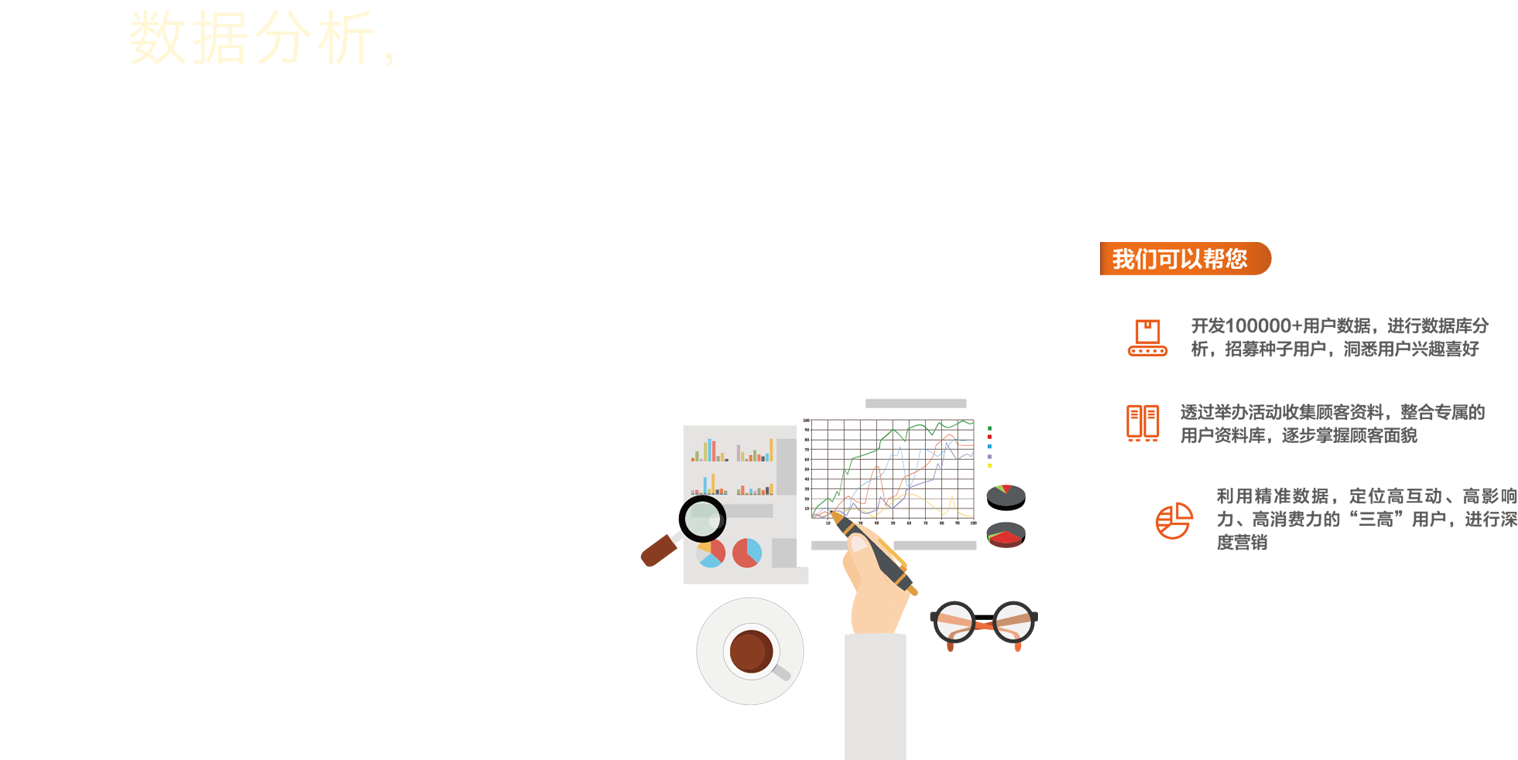 数据分析,
我们可以帮您
开发100000+用户数据，进行数据库分
析，招募种子用户，洞悉用户兴趣喜好
透过举办活动收集顾客资料，整合专属的
用户资料库，逐步掌握顾客面貌
利用精准数据，定位高互动、高影响
力、高消费力的“三高”用户，进行深
度营销